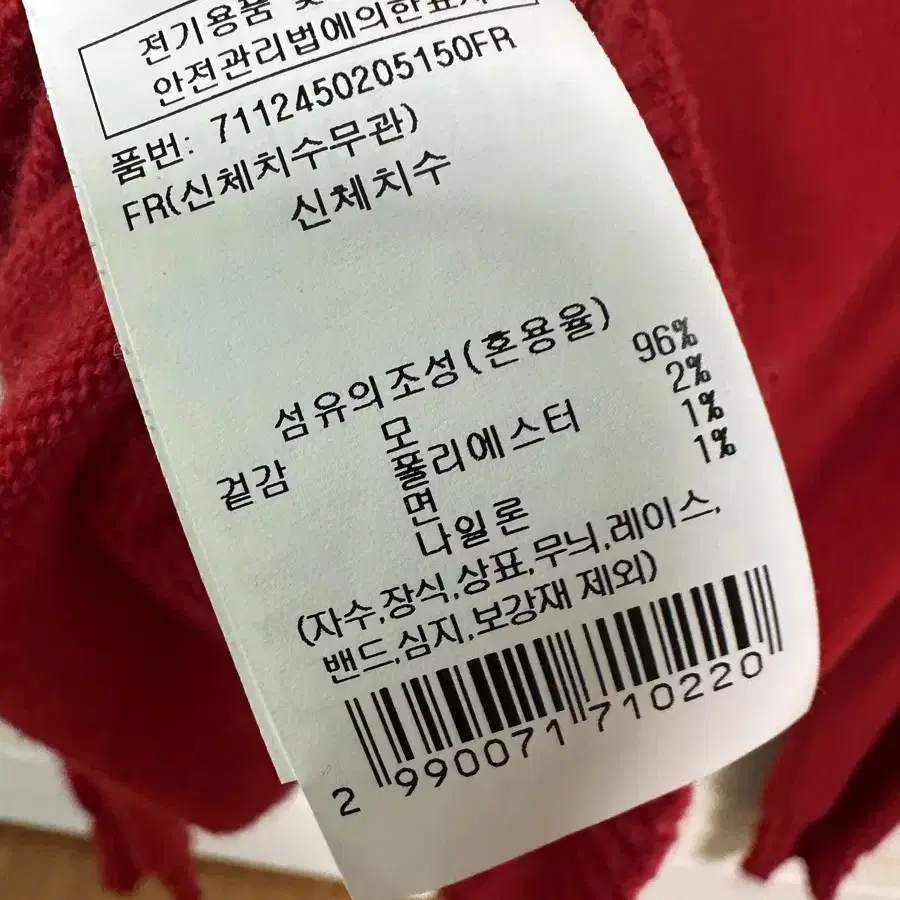 전기용품 및
안전관리법에의한표시
품번: 7112450205150FR
FR(신체치수무관)
신체치수
섬유의조성(혼용율)
겉감 모 96%
폴리에스터 2%
면 1%
나일론 1%
(자수,장식,상표,무늬,레이스,
밴드,심지,보강재 제외)
2 990071 710220